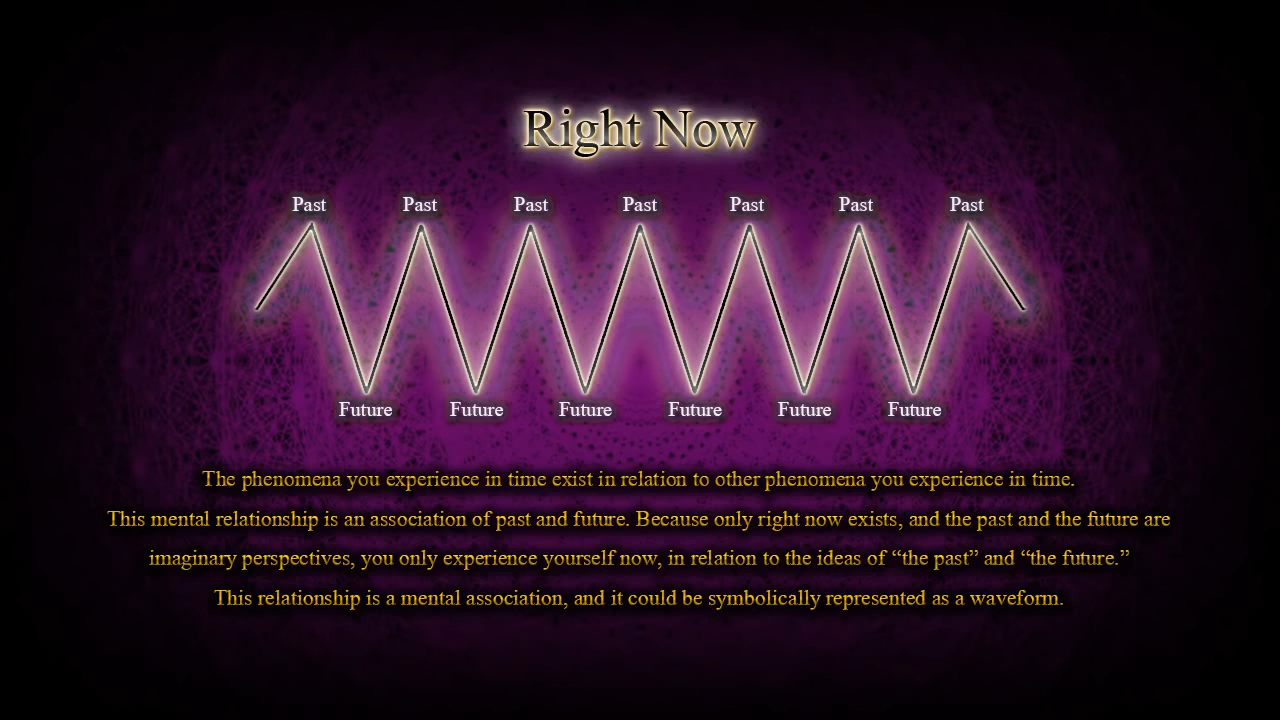 Right Now
Past Past Past Past Past Past Past
Future Future Future Future Future Future
The phenomena you experience in time exist in relation to other phenomena you experience in time.
This mental relationship is an association of past and future. Because only right now exists, and the past and the future are
imaginary perspectives, you only experience yourself now, in relation to the ideas of “the past” and “the future.”
This relationship is a mental association, and it could be symbolically represented as a waveform.